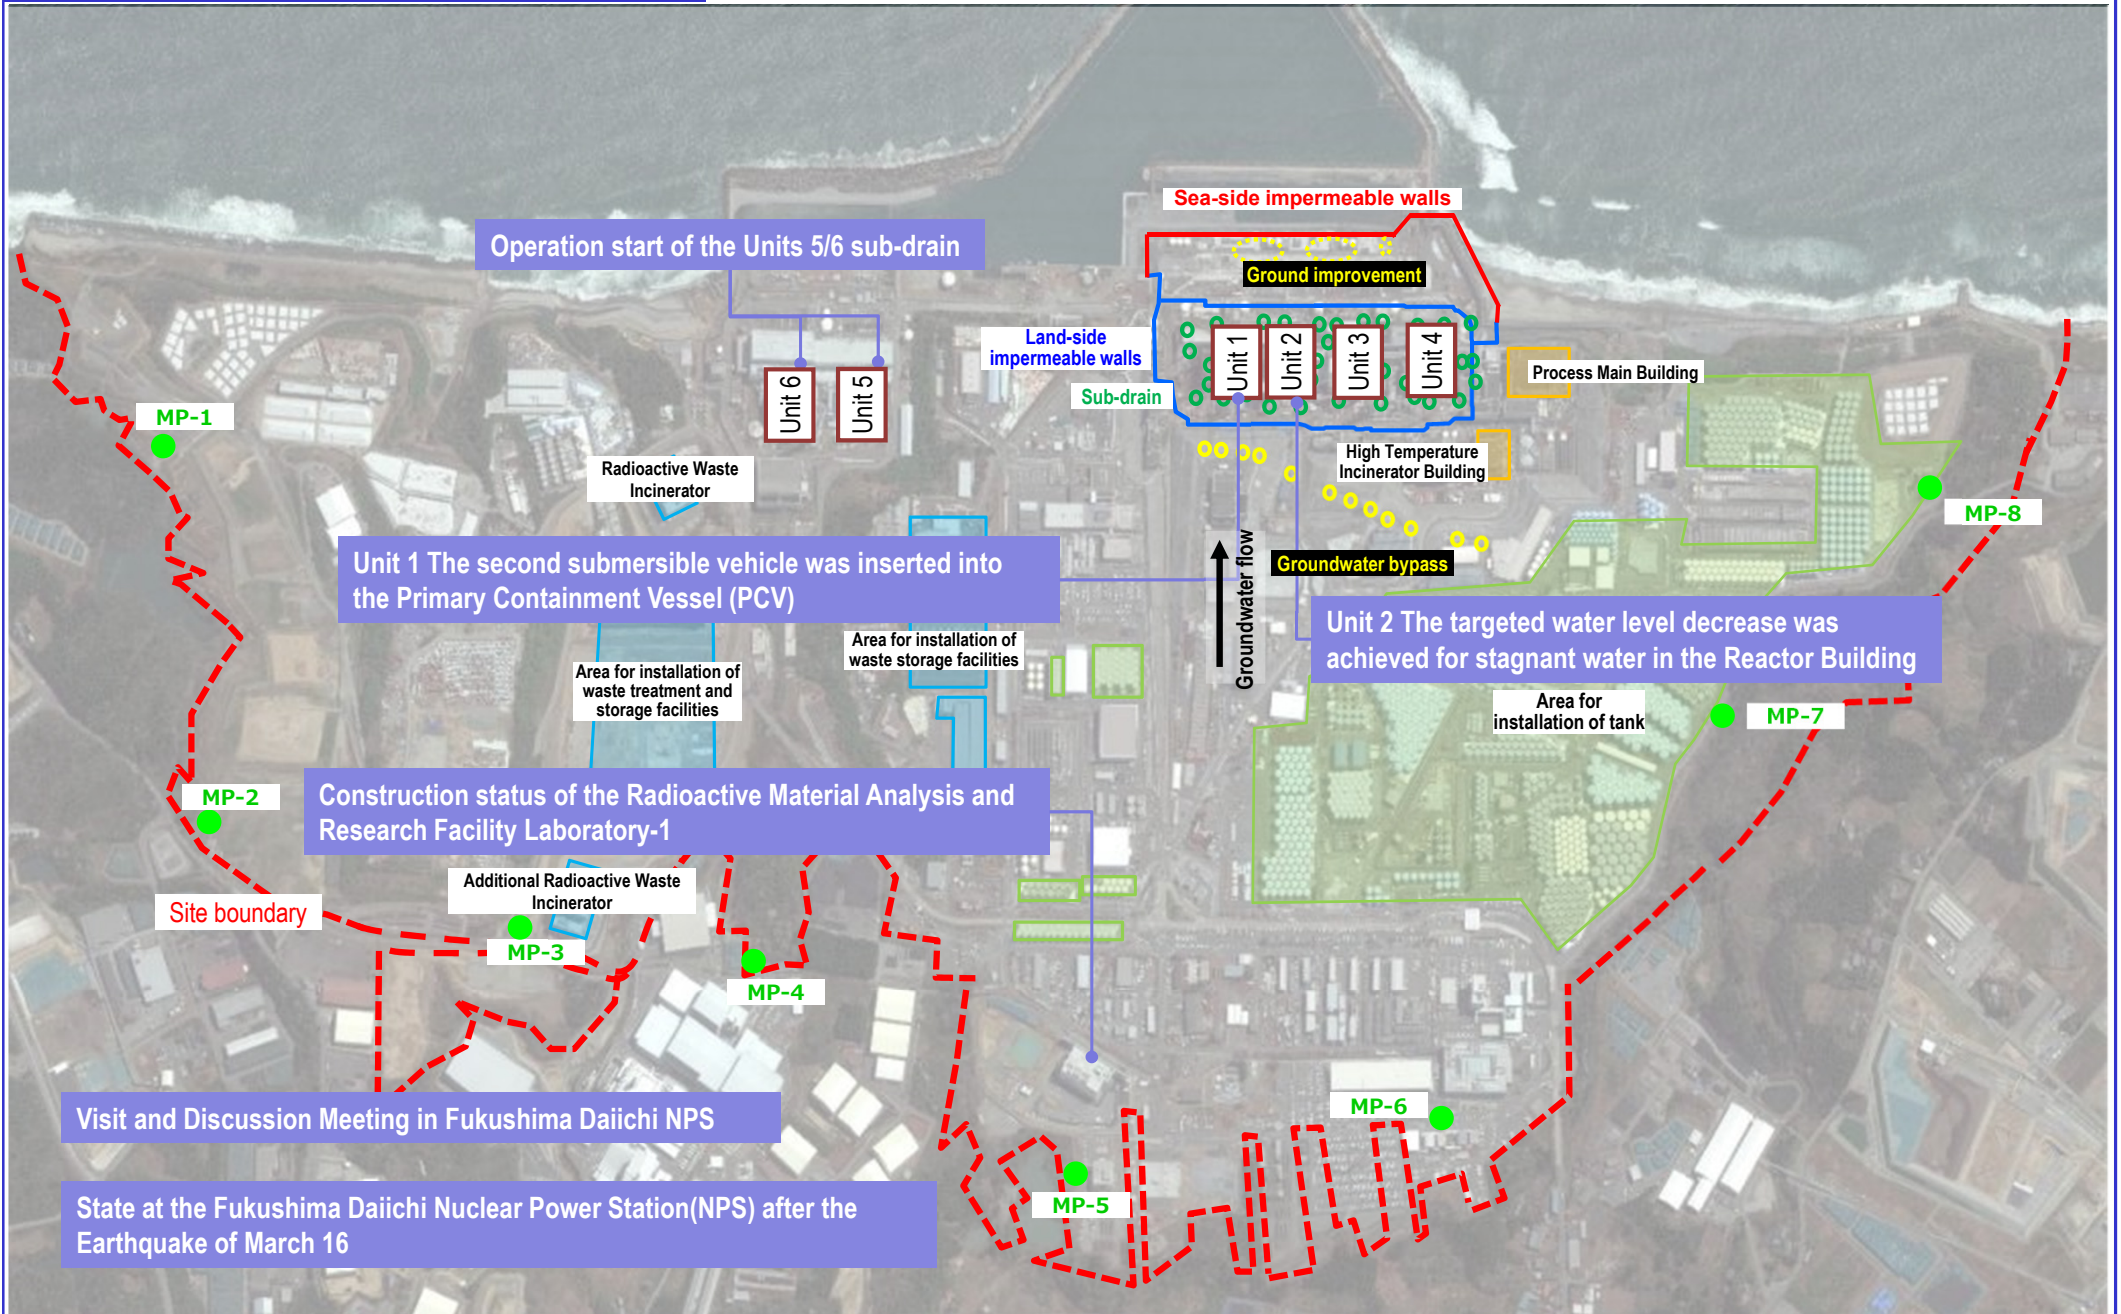 Sea-side impermeable walls
Operation start of the Units 5/6 sub-drain
Ground improvement
Land-side
impermeable walls
Unit 1
Unit 2
Unit 3
Unit 4
Process Main Building
Sub-drain
Unit 6
Unit 5
MP-1
High Temperature
Incinerator Building
Radioactive Waste
Incinerator
MP-8
Unit 1 The second submersible vehicle was inserted into
the Primary Containment Vessel (PCV)
Groundwater flow
Groundwater bypass
Unit 2 The targeted water level decrease was
achieved for stagnant water in the Reactor Building
Area for installation of
waste storage facilities
Area for installation of
waste treatment and
storage facilities
Area for
installation of tank
MP-7
MP-2
Construction status of the Radioactive Material Analysis and
Research Facility Laboratory-1
Additional Radioactive Waste
Incinerator
Site boundary
MP-3
MP-4
Visit and Discussion Meeting in Fukushima Daiichi NPS
MP-6
MP-5
State at the Fukushima Daiichi Nuclear Power Station(NPS) after the
Earthquake of March 16